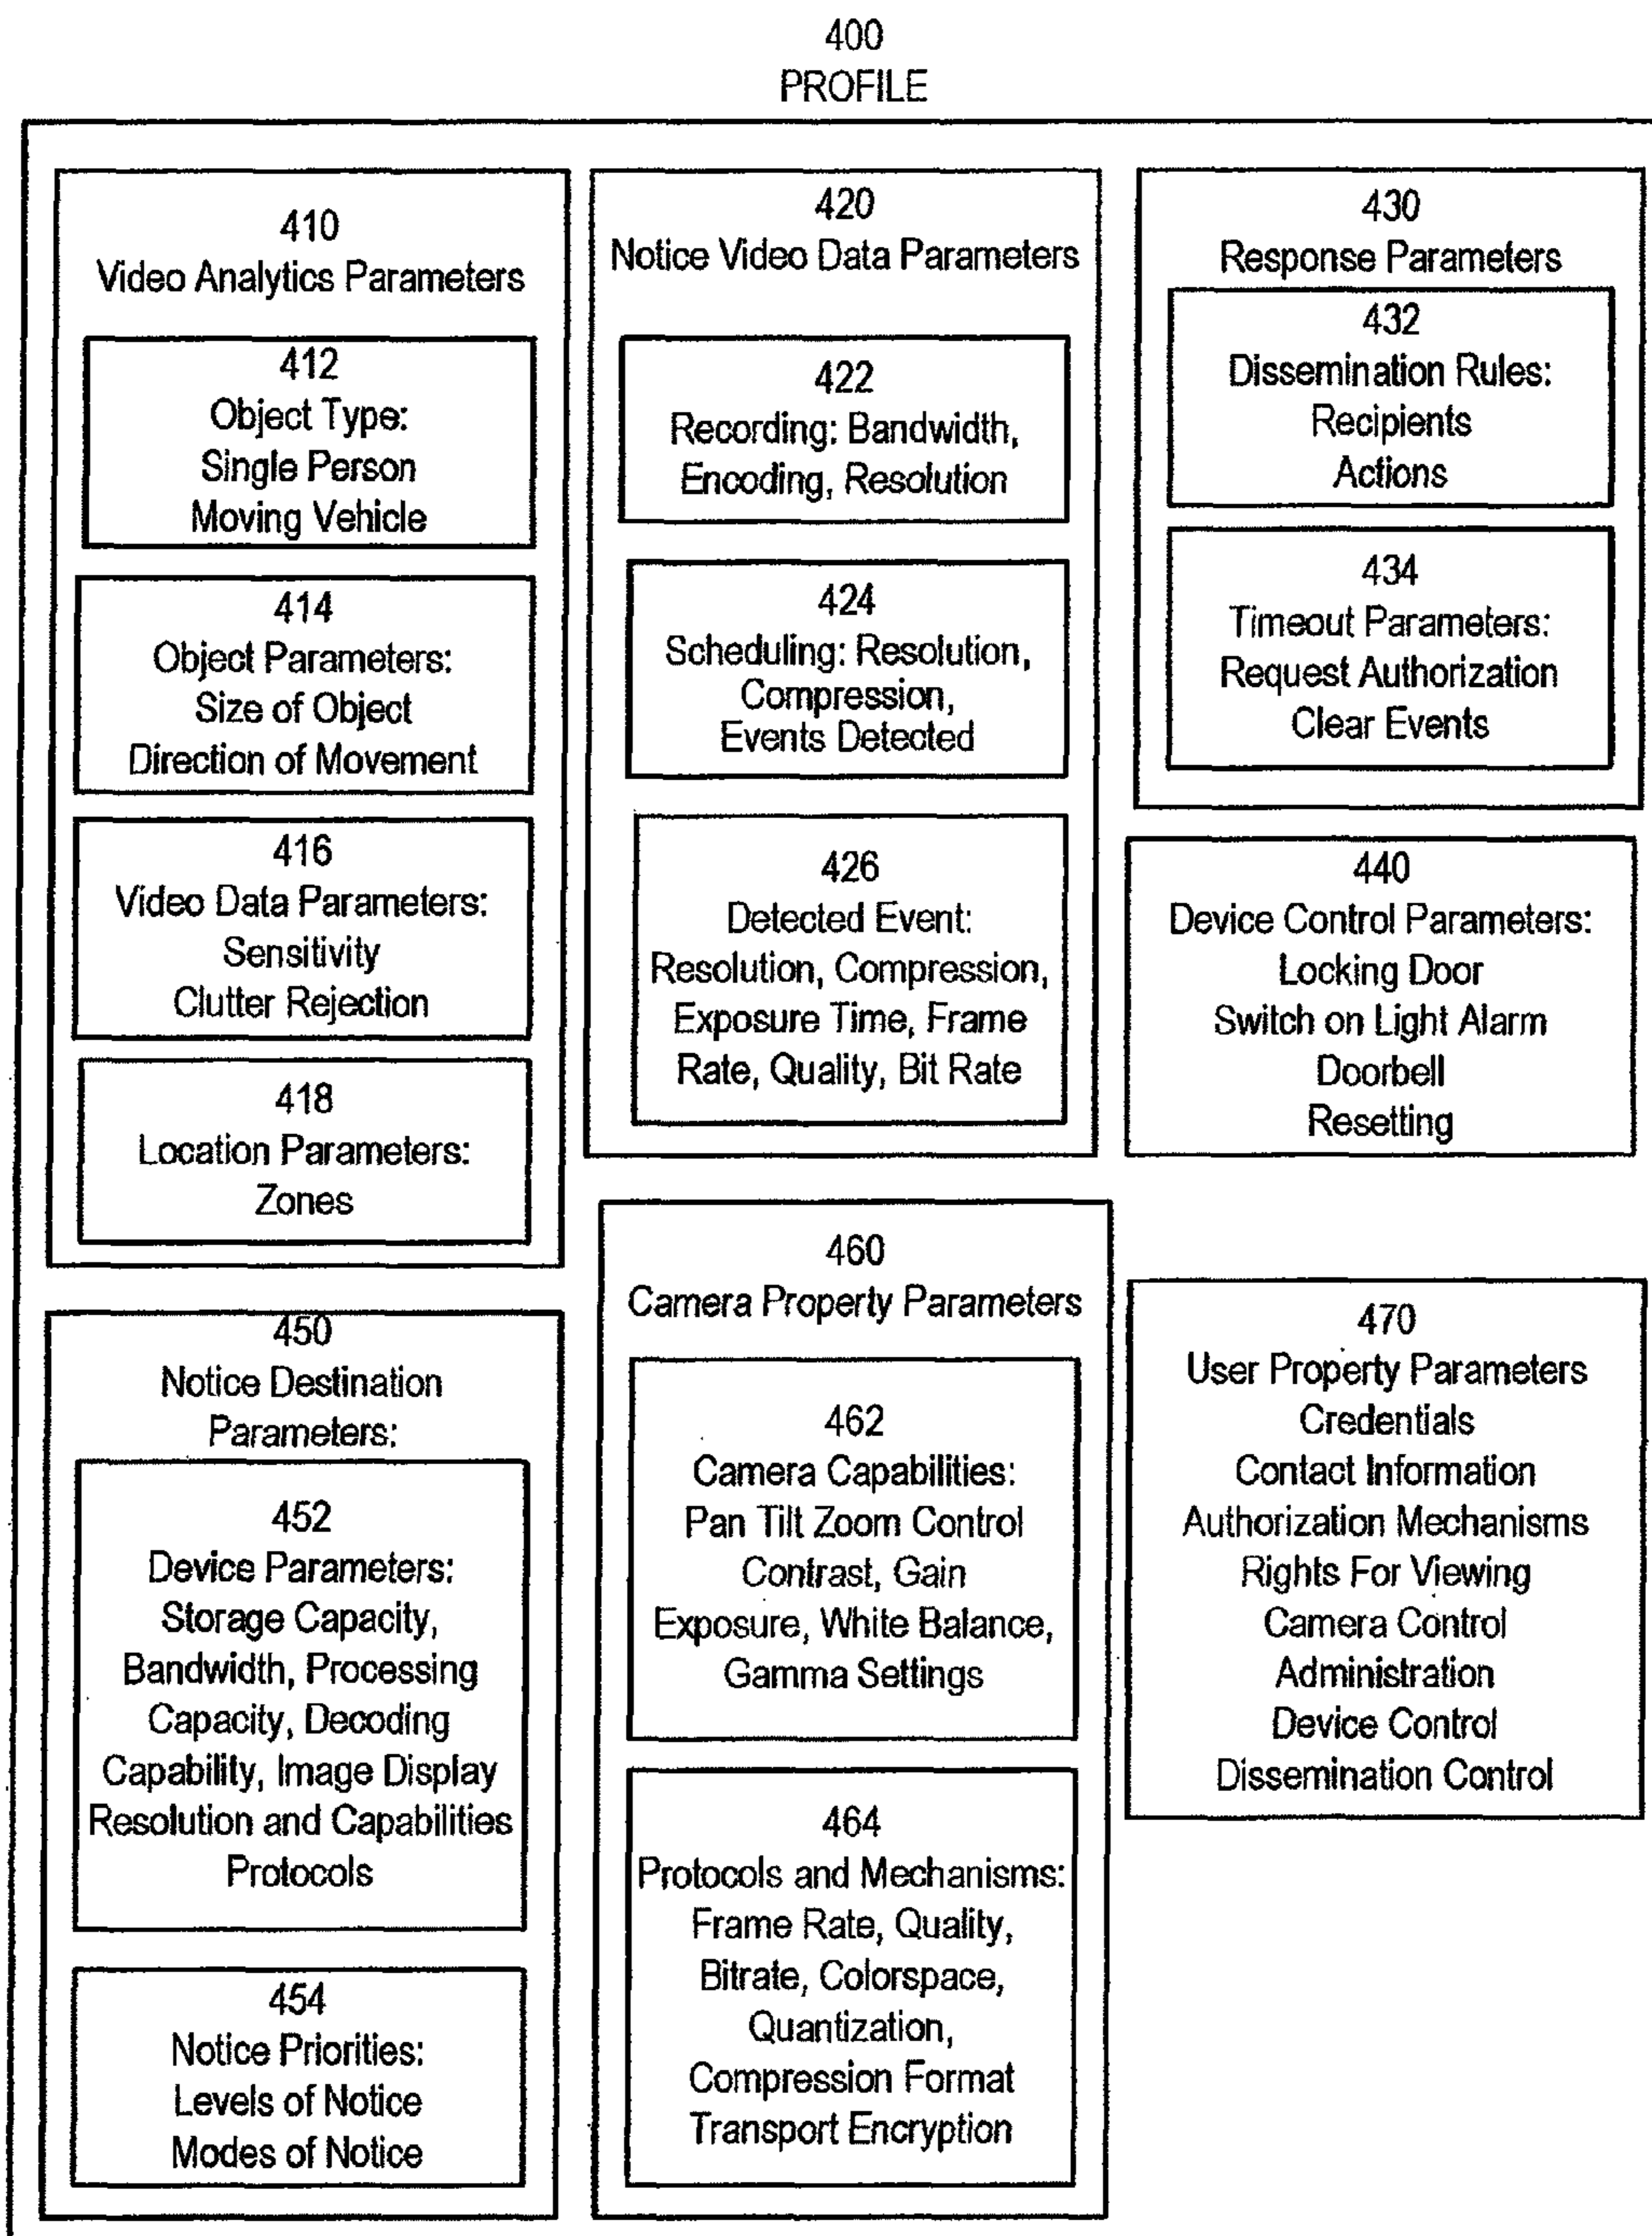 400
PROFILE
410
Video Analytics Parameters
412
Object Type:
Single Person
Moving Vehicle
414
Object Parameters:
Size of Object
Direction of Movement
416
Video Data Parameters:
Sensitivity
Clutter Rejection
418
Location Parameters:
Zones
420
Notice Video Data Parameters
422
Recording: Bandwidth,
Encoding, Resolution
424
Scheduling: Resolution,
Compression,
Events Detected
426
Detected Event:
Resolution, Compression,
Exposure Time, Frame
Rate, Quality, Bit Rate
430
Response Parameters
432
Dissemination Rules:
Recipients
Actions
434
Timeout Parameters:
Request Authorization
Clear Events
440
Device Control Parameters:
Locking Door
Switch on Light Alarm
Doorbell
Resetting
450
Notice Destination
Parameters:
452
Device Parameters:
Storage Capacity,
Bandwidth, Processing
Capacity, Decoding
Capability, Image Display
Resolution and Capabilities
Protocols
454
Notice Priorities:
Levels of Notice
Modes of Notice
460
Camera Property Parameters
462
Camera Capabilities:
Pan Tilt Zoom Control
Contrast, Gain
Exposure, White Balance,
Gamma Settings
464
Protocols and Mechanisms:
Frame Rate, Quality,
Bitrate, Colorspace,
Quantization,
Compression Format
Transport Encryption
470
User Property Parameters
Credentials
Contact Information
Authorization Mechanisms
Rights For Viewing
Camera Control
Administration
Device Control
Dissemination Control